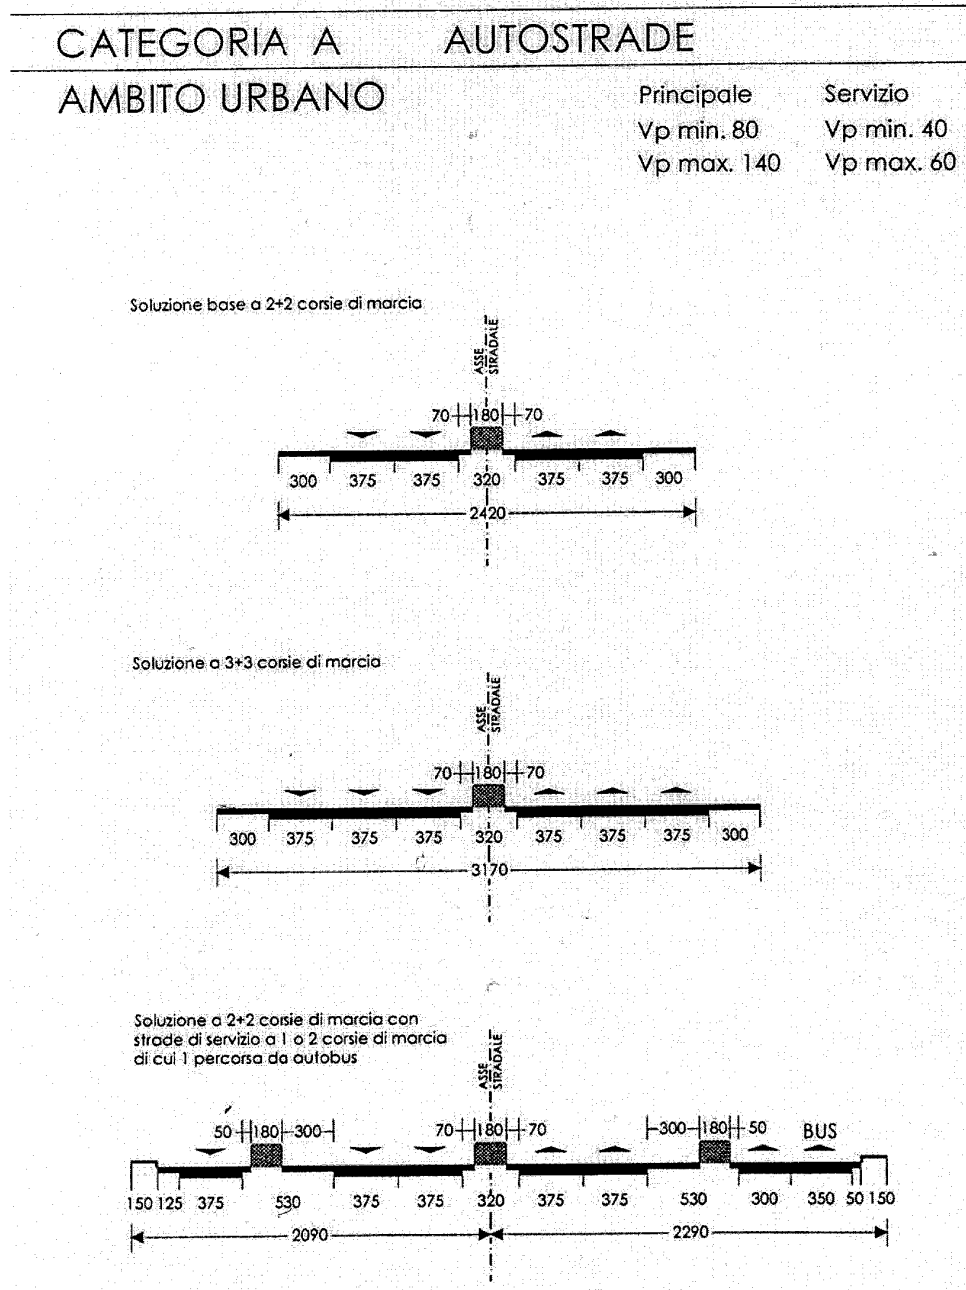 CATEGORIA A AUTOSTRADE
AMBITO URBANO
Principale Servizio
Vp min. 80 Vp min. 40
Vp max. 140 Vp max. 60
Soluzione base a 2+2 corsie di marcia
ASSE
STRADALE
70 180 70
300 375 375 320 375 375 300
2420
Soluzione a 3+3 corsie di marcia
ASSE
STRADALE
70 180 70
300 375 375 375 320 375 375 375 300
3170
Soluzione a 2+2 corsie di marcia con
strade di servizio a 1 o 2 corsie di marcia
di cui 1 percorsa da autobus
ASSE
STRADALE
50 180 300 70 180 70 300 180 50 BUS
150 125 375 530 375 375 320 375 375 530 300 350 50 150
2090 2290